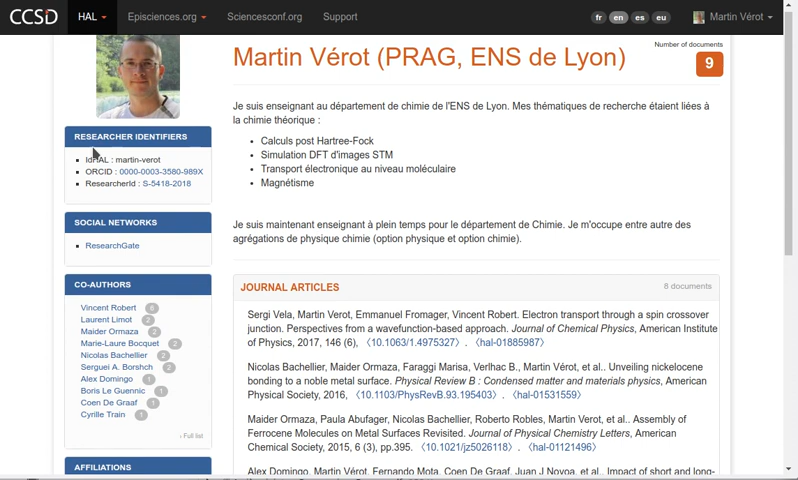 CCSD HAL Episciences.org Sciencesconf.org Support fr en es eu Martin Vérot
Martin Vérot (PRAG, ENS de Lyon)
Number of documents
9
Je suis enseignant au département de chimie de l'ENS de Lyon. Mes thématiques de recherche étaient liées à
la chimie théorique :
Calculs post Hartree-Fock
Simulation DFT d'images STM
Transport électronique au niveau moléculaire
Magnétisme
Je suis maintenant enseignant à plein temps pour le département de Chimie. Je m'occupe entre autre des
agrégations de physique chimie (option physique et option chimie).
RESEARCHER IDENTIFIERS
IdHAL : martin-verot
ORCID : 0000-0003-3580-989X
ResearcherId : S-5418-2018
SOCIAL NETWORKS
ResearchGate
CO-AUTHORS
Vincent Robert 6
Laurent Limot 2
Maider Ormaza 2
Marie-Laure Bocquet 2
Nicolas Bachellier 2
Serguei A. Borshch 2
Alex Domingo 1
Boris Le Guennic 1
Coen De Graaf 1
Cyrille Train 1
› Full list
AFFILIATIONS
JOURNAL ARTICLES 8 documents
Sergi Vela, Martin Verot, Emmanuel Fromager, Vincent Robert. Electron transport through a spin crossover
junction. Perspectives from a wavefunction-based approach. Journal of Chemical Physics, American Institute
of Physics, 2017, 146 (6), 〈10.1063/1.4975327〉. 〈hal-01885987〉
Nicolas Bachellier, Maider Ormaza, Faraggi Marisa, Verlhac B., Martin Vérot, et al.. Unveiling nickelocene
bonding to a noble metal surface. Physical Review B : Condensed matter and materials physics, American
Physical Society, 2016, 〈10.1103/PhysRevB.93.195403〉. 〈hal-01531559〉
Maider Ormaza, Paula Abufager, Nicolas Bachellier, Roberto Robles, Martin Verot, et al.. Assembly of
Ferrocene Molecules on Metal Surfaces Revisited. Journal of Physical Chemistry Letters, American
Chemical Society, 2015, 6 (3), pp.395. 〈10.1021/jz5026118〉. 〈hal-01121496〉
Alex Domingo, Martin Vérot, Fernando Mota, Coen De Graaf, Juan J Novoa, et al.. Impact of short and long-